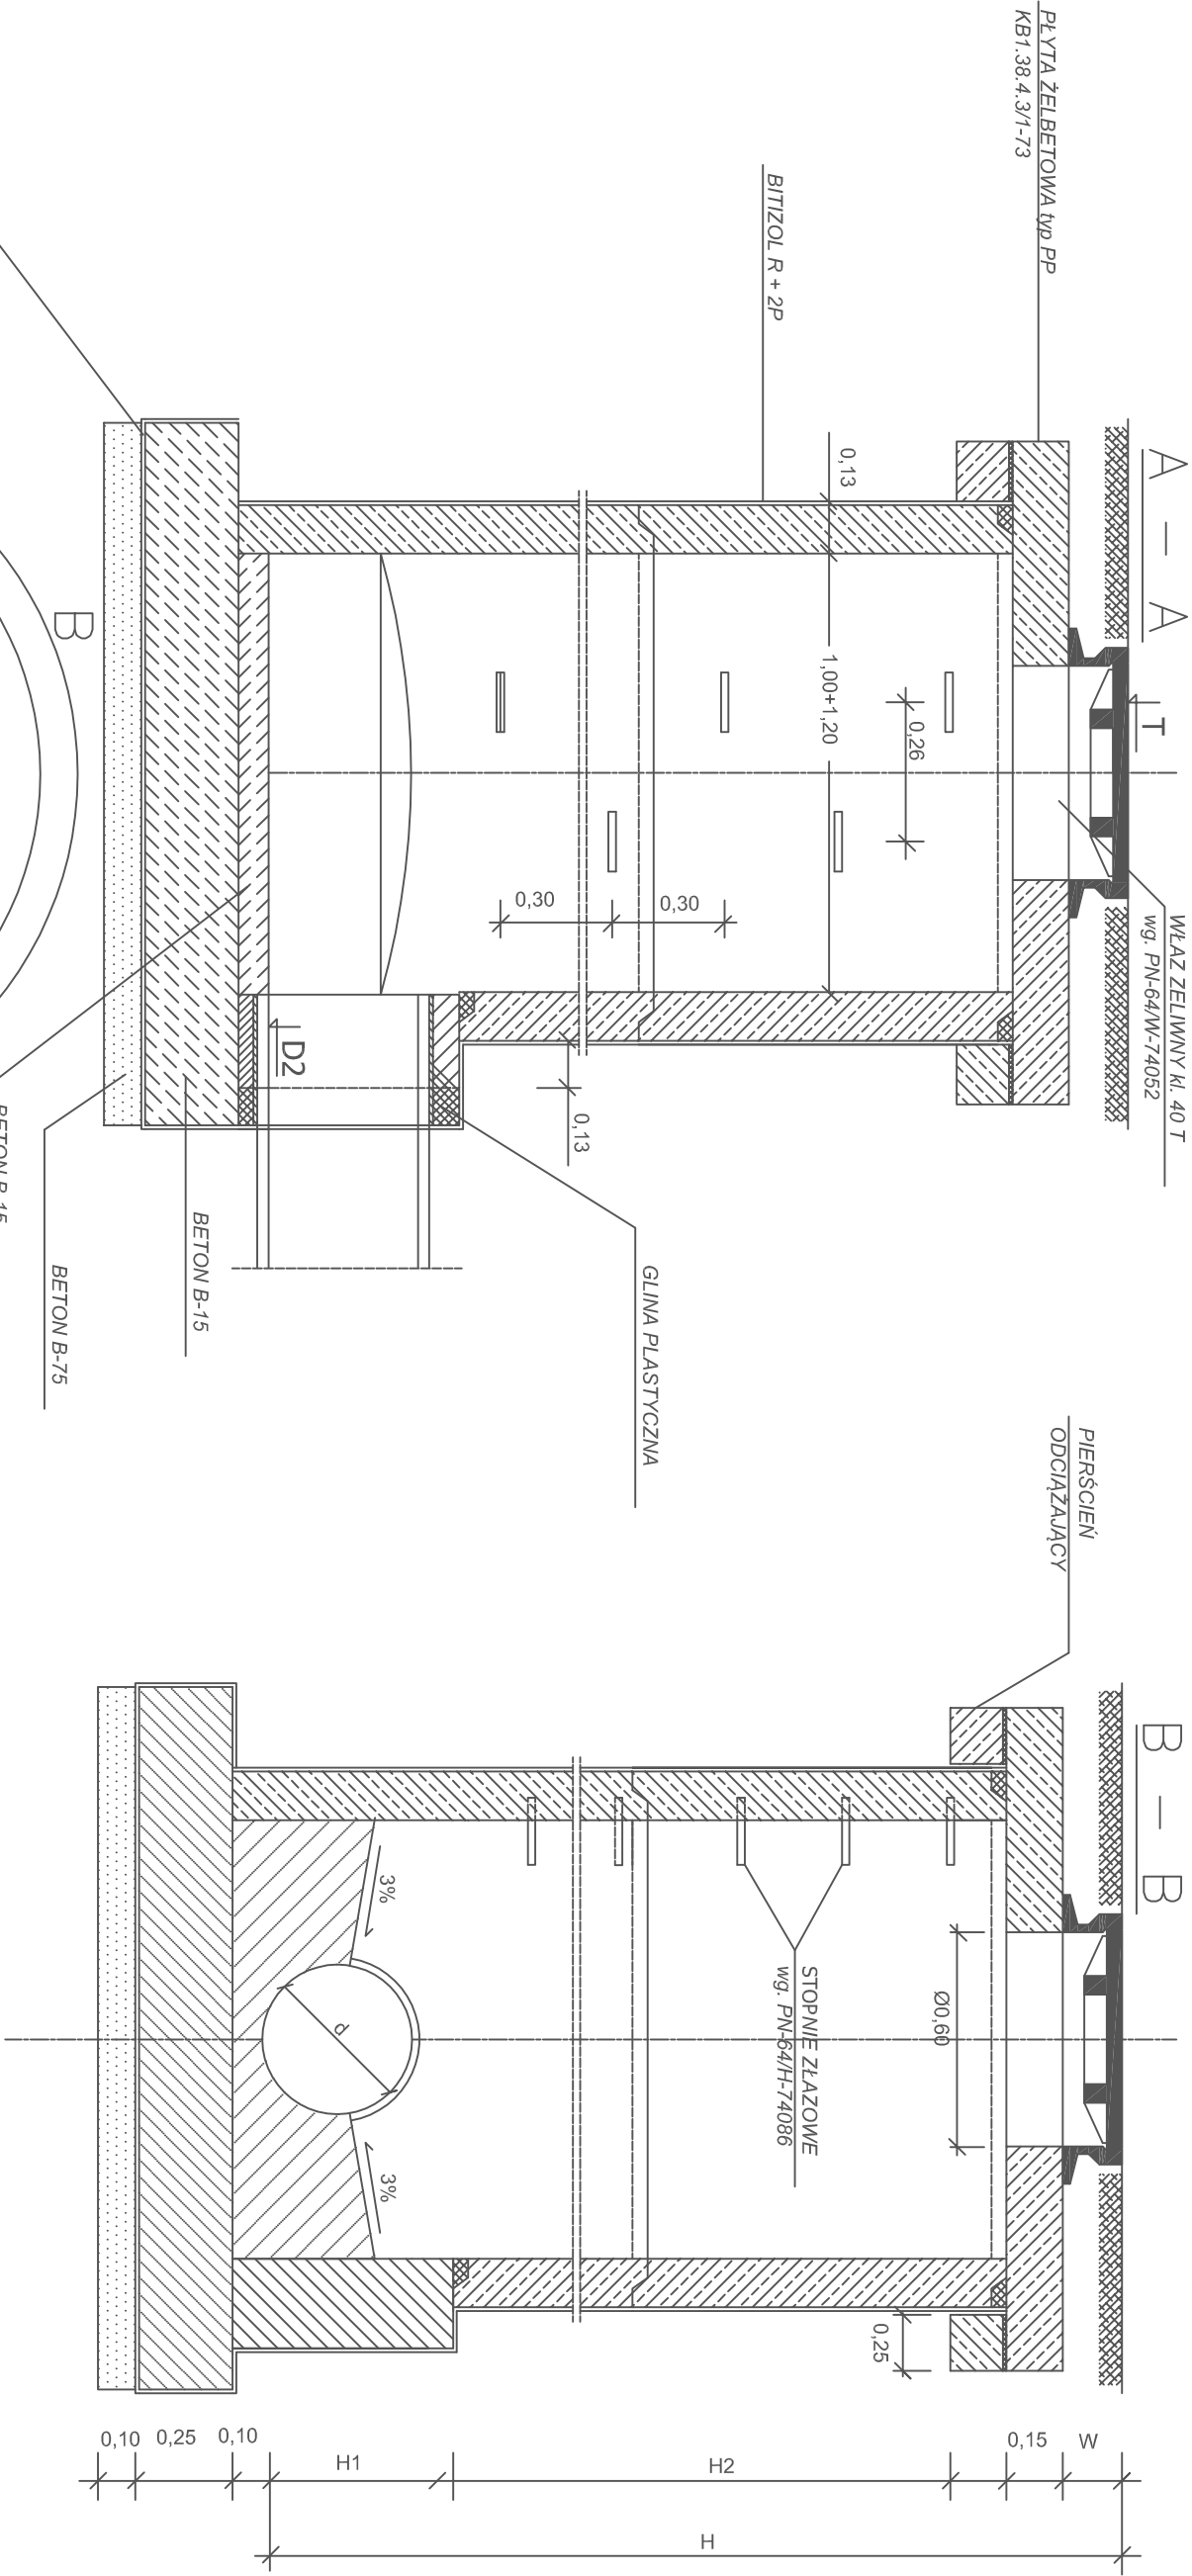 A - A
PŁYTA ŻELBETOWA typ PP
KB1.38.4.3/1-73
BITIZOL R + 2P
T
WŁAZ ŻELIWNY kl. 40 T
wg. PN-64/W-74052
0,13
1,00+1,20
0,26
0,30
0,30
0,13
D2
GLINA PLASTYCZNA
BETON B-15
BETON B-75
BETON B-15
B
B - B
PIERŚCIEŃ
ODCIĄŻAJĄCY
STOPNIE ZŁAZOWE
wg. PN-64/H-74086
Ø0,60
0,25
3%
3%
d
W
0,15
H2
H1
0,10
0,25
0,10
H